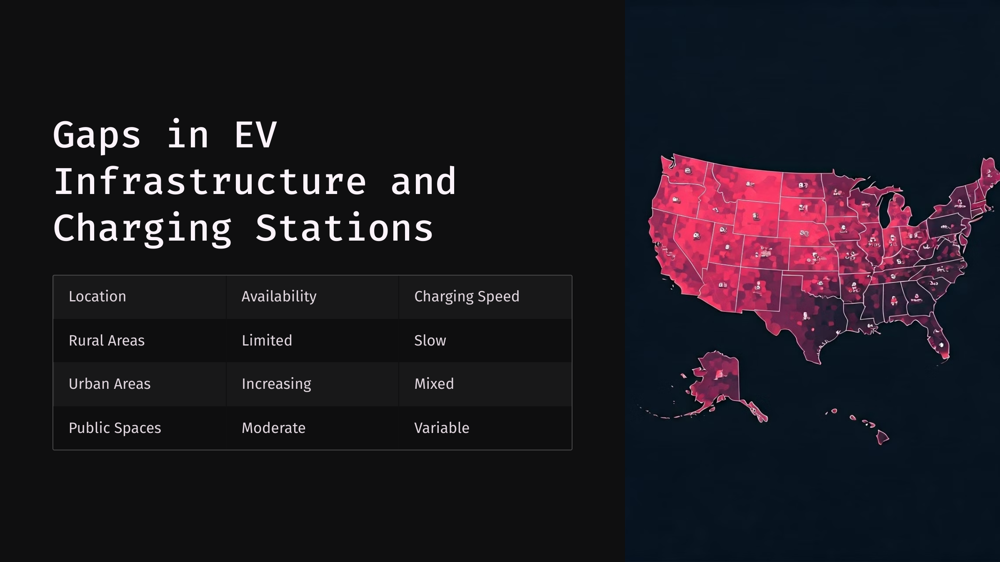 Gaps in EV
Infrastructure and
Charging Stations
Location Availability Charging Speed
Rural Areas Limited Slow
Urban Areas Increasing Mixed
Public Spaces Moderate Variable